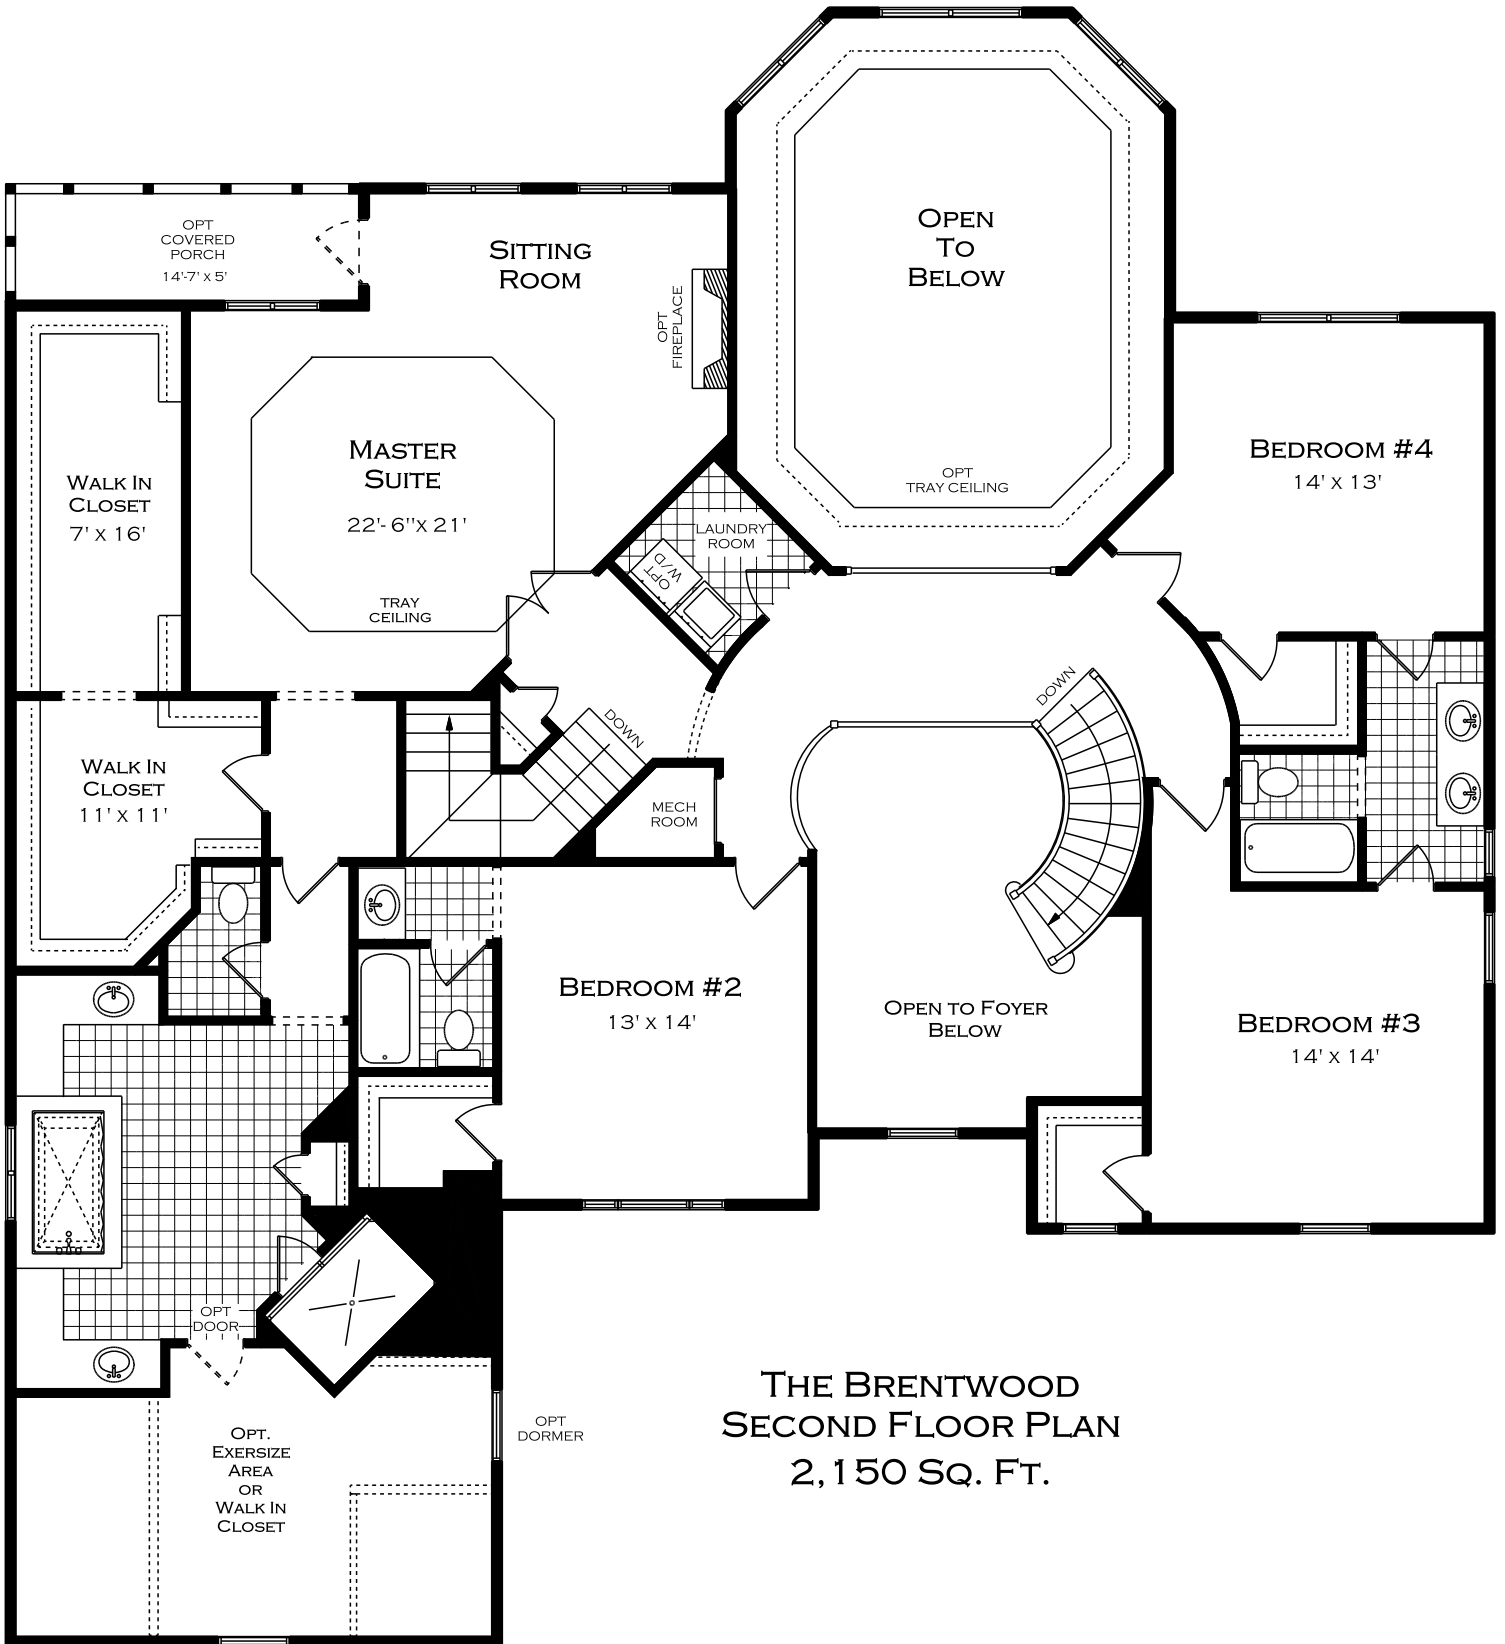 OPT
COVERED
PORCH
14'-7' X 5'
SITTING
ROOM
OPEN
TO
BELOW
OPT
FIREPLACE
MASTER
SUITE
22'- 6"X 21'
TRAY
CEILING
WALK IN
CLOSET
7' X 16'
OPT
TRAY CEILING
BEDROOM #4
14' X 13'
LAUNDRY
ROOM
OPT
W/D
DOWN
DOWN
WALK IN
CLOSET
11' X 11'
MECH
ROOM
BEDROOM #2
13' X 14'
OPEN TO FOYER
BELOW
BEDROOM #3
14' X 14'
OPT
DOOR
OPT.
EXERSIZE
AREA
OR
WALK IN
CLOSET
OPT
DORMER
THE BRENTWOOD
SECOND FLOOR PLAN
2,150 SQ. FT.